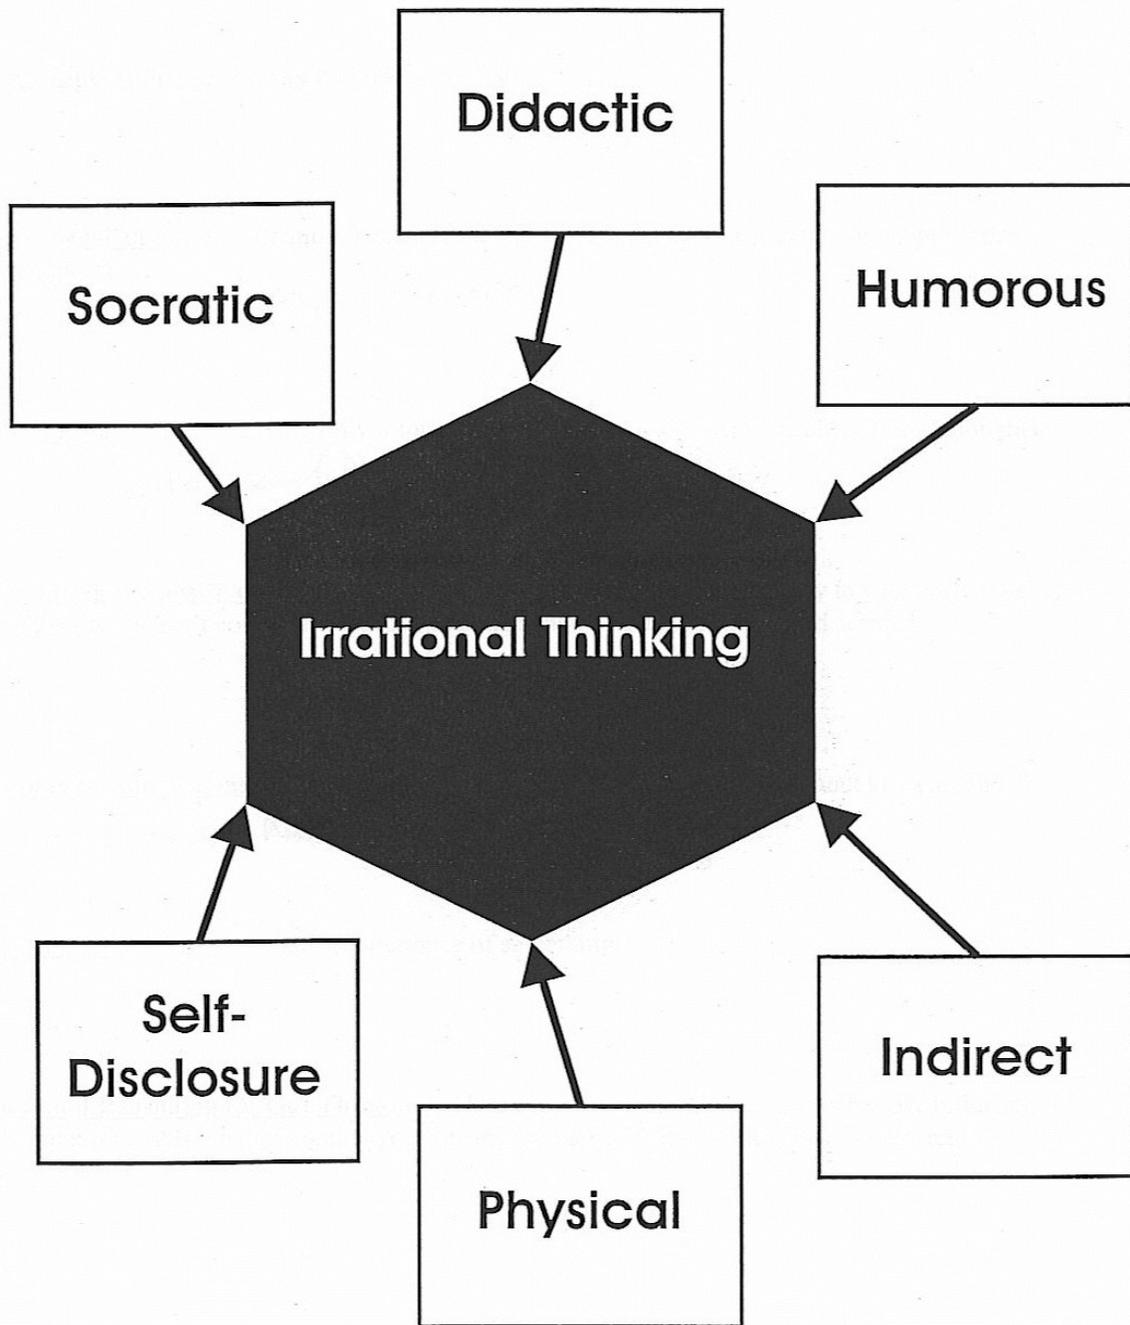 Didactic
Humorous
Socratic
Irrational Thinking
Self-
Disclosure
Indirect
Physical